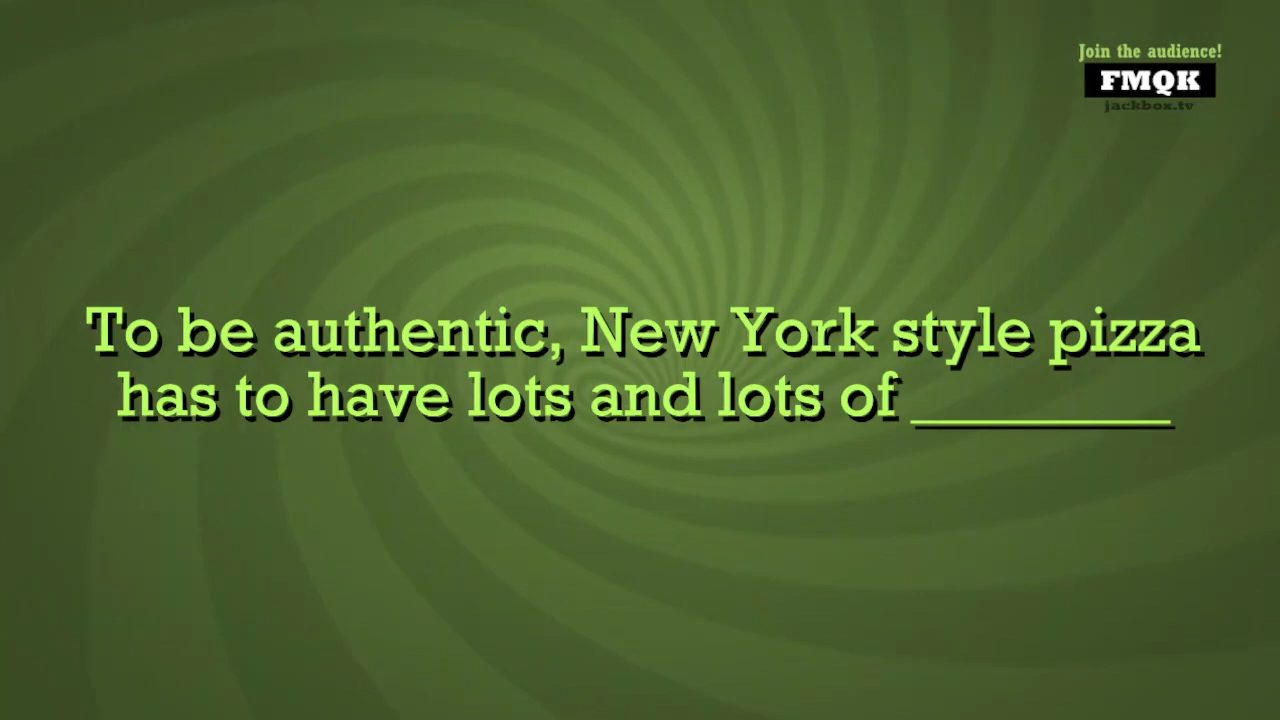 Join the audience!
FMQK
jackbox.tv
To be authentic, New York style pizza
has to have lots and lots of ________